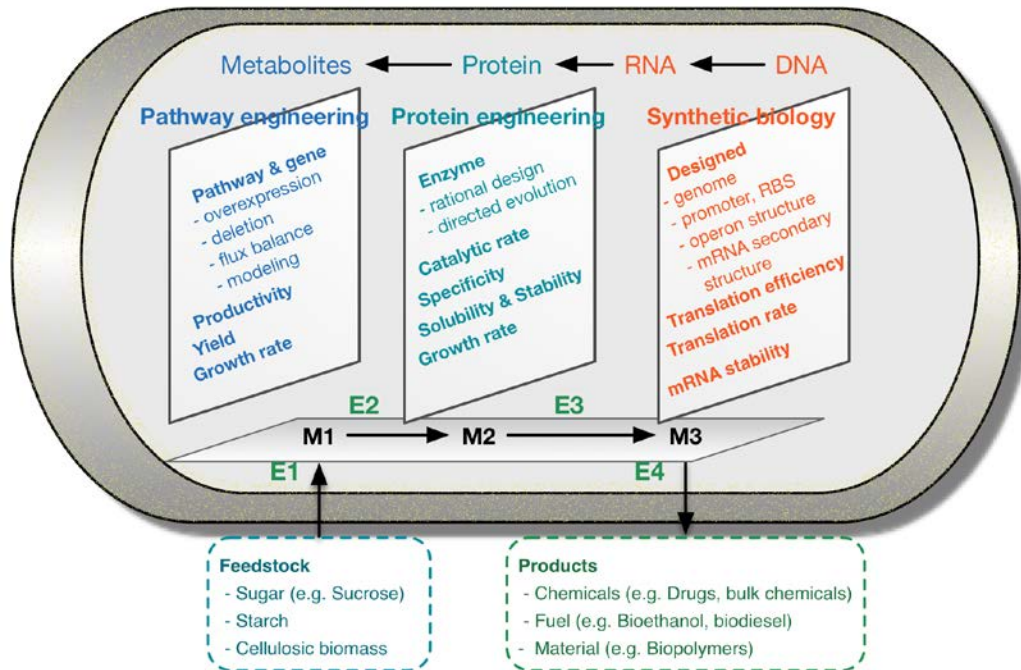 Metabolites Protein RNA DNA
Pathway engineering
Pathway & gene
- overexpression
- deletion
- flux balance
- modeling
Productivity
Yield
Growth rate
Protein engineering
Enzyme
- rational design
- directed evolution
Catalytic rate
Specificity
Solubility & Stability
Growth rate
Synthetic biology
Designed
- genome
- promoter, RBS
- operon structure
- mRNA secondary
structure
Translation efficiency
Translation rate
mRNA stability
E2 E3
M1 M2 M3
E1 E4
Feedstock
- Sugar (e.g. Sucrose)
- Starch
- Cellulosic biomass
Products
- Chemicals (e.g. Drugs, bulk chemicals)
- Fuel (e.g. Bioethanol, biodiesel)
- Material (e.g. Biopolymers)